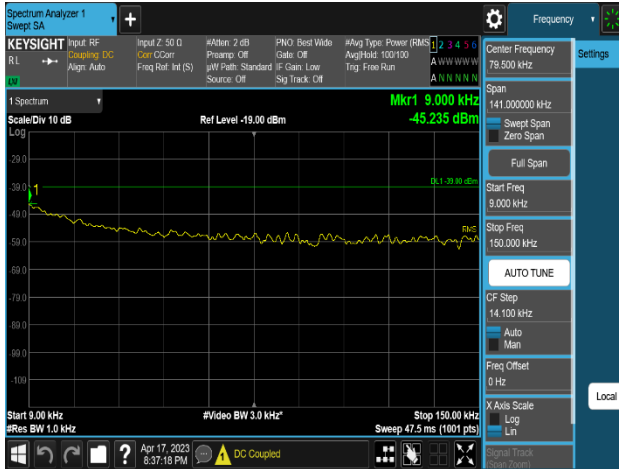 Spectrum Analyzer 1
Swept SA
+
Frequency
KEYSIGHT
R L
LXI
Input: RF
Coupling: DC
Align: Auto
Input Z: 50 Ω
Corr CCorr
Freq Ref: Int (S)
#Atten: 2 dB
Preamp: Off
µW Path: Standard
Source: Off
PNO: Best Wide
Gate: Off
IF Gain: Low
Sig Track: Off
#Avg Type: Power (RMS
Avg|Hold: 100/100
Trig: Free Run
1 2 3 4 5 6
A W W W W W
A N N N N N
1 Spectrum
Scale/Div 10 dB
Ref Level -19.00 dBm
Mkr1 9.000 kHz
-45.235 dBm
Log
-29.0
DL1 -39.00 dBm
-39.0
1
-49.0
RMS
-59.0
-69.0
-79.0
-89.0
-99.0
-109
Start 9.00 kHz
#Video BW 3.0 kHz*
Stop 150.00 kHz
#Res BW 1.0 kHz
Sweep 47.5 ms (1001 pts)
?
Apr 17, 2023
8:37:18 PM
DC Coupled
Center Frequency
79.500 kHz
Settings
Span
141.000000 kHz
Swept Span
Zero Span
Full Span
Start Freq
9.000 kHz
Stop Freq
150.000 kHz
AUTO TUNE
CF Step
14.100 kHz
Auto
Man
Freq Offset
0 Hz
Local
X Axis Scale
Log
Lin
Signal Track
(Span Zoom)